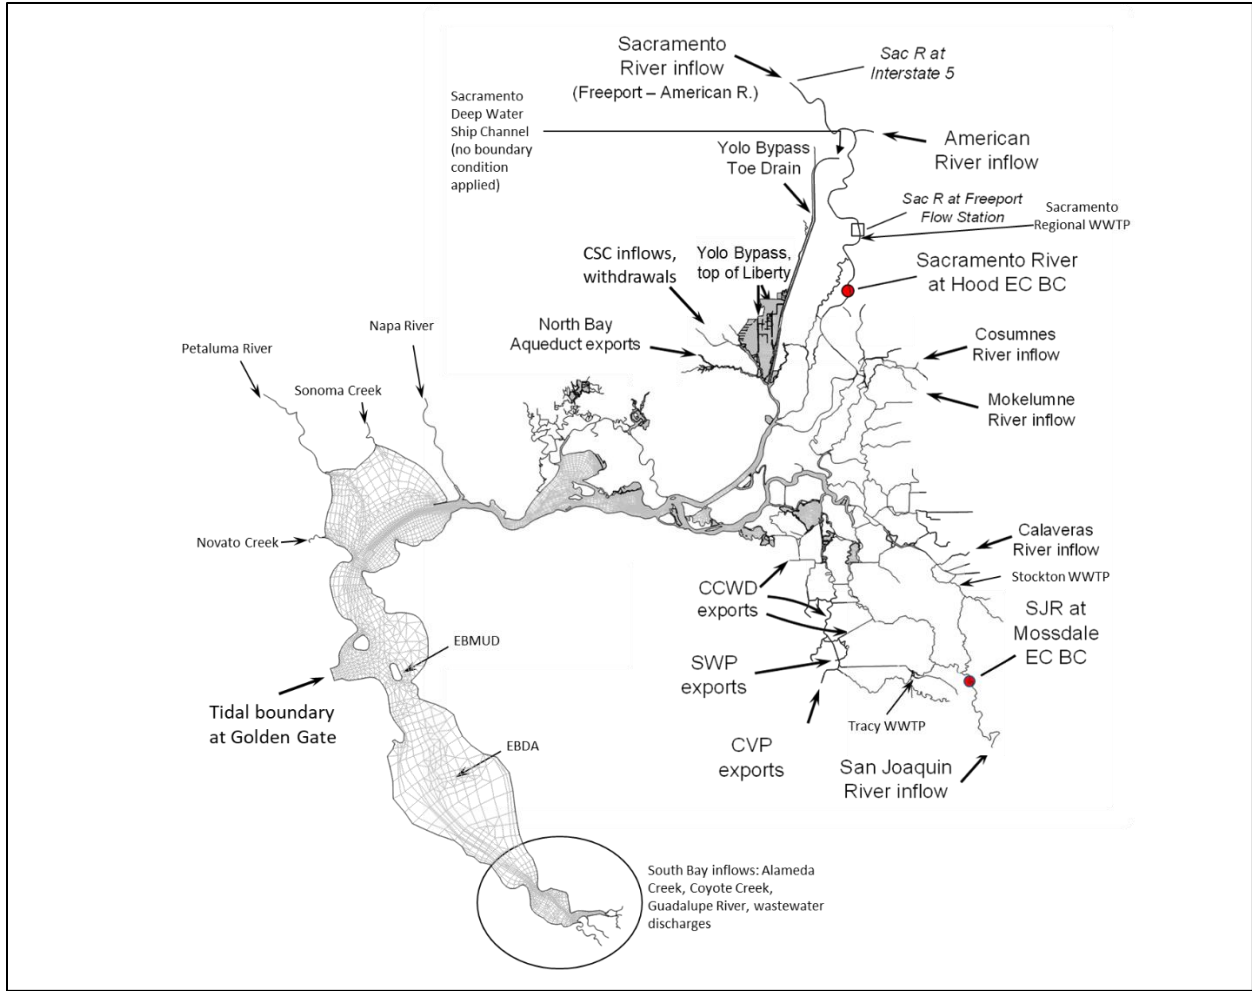 Sacramento
River inflow
(Freeport – American R.)
Sac R at
Interstate 5
Sacramento
Deep Water
Ship Channel
(no boundary
condition
applied)
American
River inflow
Yolo Bypass
Toe Drain
Sac R at Freeport
Flow Station
Sacramento
Regional WWTP
CSC inflows,
withdrawals
Yolo Bypass,
top of Liberty
Sacramento River
at Hood EC BC
North Bay
Aqueduct exports
Napa River
Petaluma River
Sonoma Creek
Cosumnes
River inflow
Mokelumne
River inflow
Novato Creek
Calaveras
River inflow
Stockton WWTP
CCWD
exports
SJR at
Mossdale
EC BC
EBMUD
SWP
exports
Tidal boundary
at Golden Gate
Tracy WWTP
EBDA
CVP
exports
San Joaquin
River inflow
South Bay inflows: Alameda
Creek, Coyote Creek,
Guadalupe River, wastewater
discharges